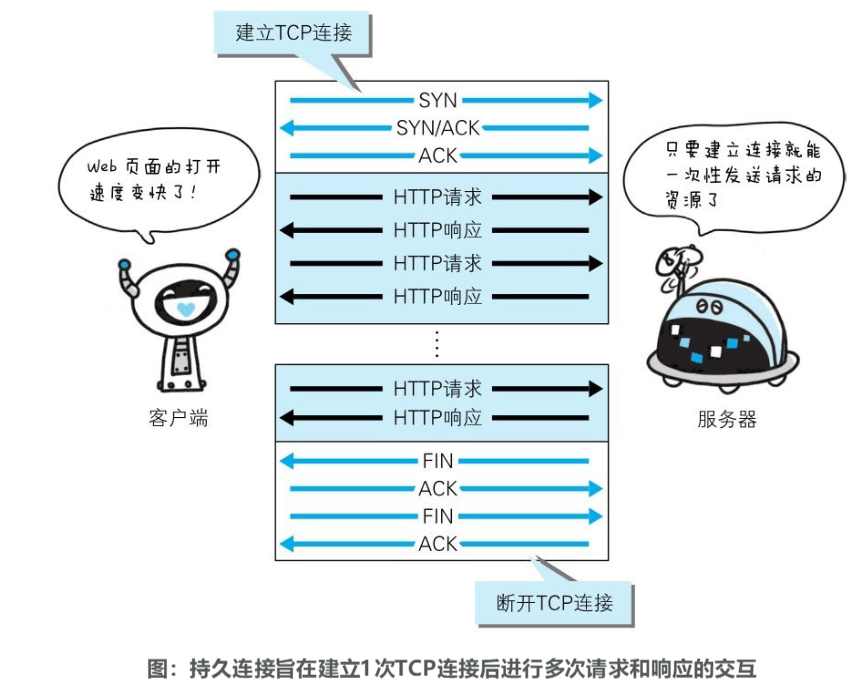 建立TCP连接
SYN
SYN/ACK
ACK
Web 页面的打开
速度变快了!
只要建立连接就能
一次性发送请求的
资源了
HTTP请求
HTTP响应
HTTP请求
HTTP响应
HTTP请求
HTTP响应
客户端
服务器
FIN
ACK
FIN
ACK
断开TCP连接
图：持久连接旨在建立1次TCP连接后进行多次请求和响应的交互